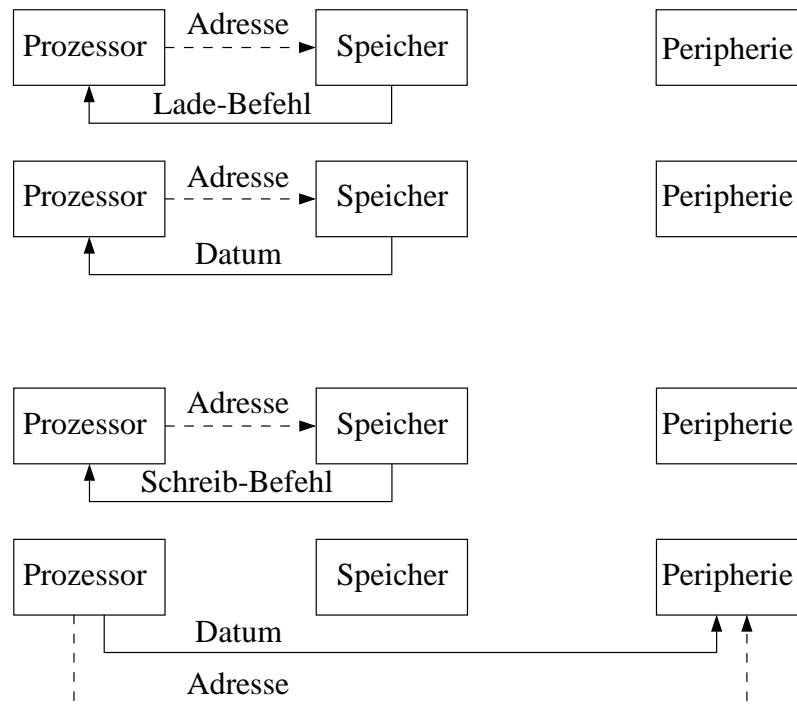 Prozessor Adresse Speicher Peripherie
Lade-Befehl
Prozessor Adresse Speicher Peripherie
Datum
Prozessor Adresse Speicher Peripherie
Schreib-Befehl
Prozessor Speicher Peripherie
Datum
Adresse